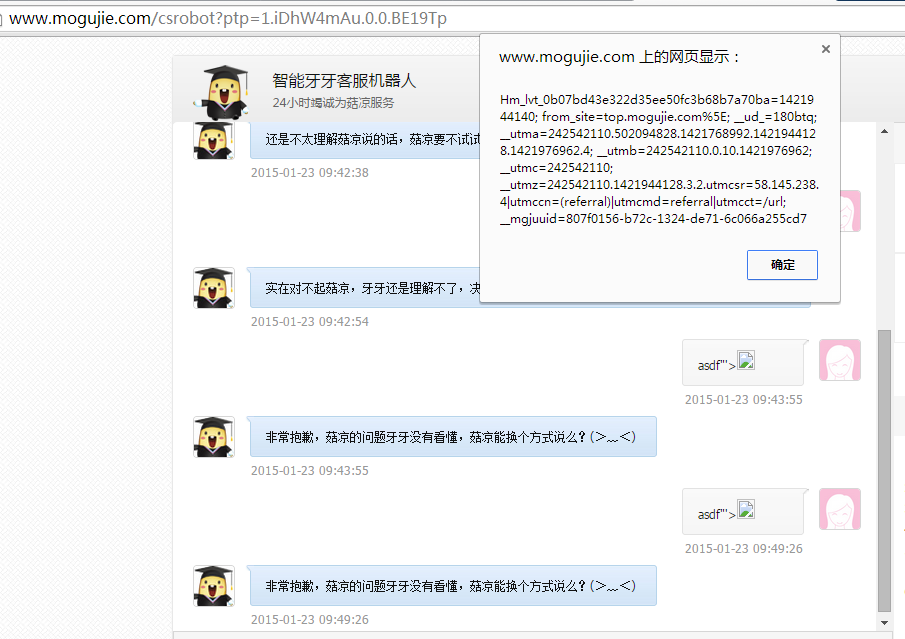 www.mogujie.com/csrobot?ptp=1.iDhW4mAu.0.0.BE19Tp
www.mogujie.com 上的网页显示：
×
Hm_lvt_0b07bd43e322d35ee50fc3b68b7a70ba=1421
944140; from_site=top.mogujie.com%5E; __ud_=180btq;
__utma=242542110.502094828.1421768992.142194412
8.1421976962.4; __utmb=242542110.0.10.1421976962;
__utmc=242542110;
__utmz=242542110.1421944128.3.2.utmcsr=58.145.238.
4|utmccn=(referral)|utmcmd=referral|utmcct=/url;
__mgjuuid=807f0156-b72c-1324-de71-6c066a255cd7
确定
智能牙牙客服机器人
24小时竭诚为菇凉服务
还是不太理解菇凉说的话，菇凉要不试试
2015-01-23 09:42:38
实在对不起菇凉，牙牙还是理解不了，决
2015-01-23 09:42:54
asdf'">
2015-01-23 09:43:55
非常抱歉，菇凉的问题牙牙没有看懂，菇凉能换个方式说么？(＞﹏＜)
2015-01-23 09:43:55
asdf'">
2015-01-23 09:49:26
非常抱歉，菇凉的问题牙牙没有看懂，菇凉能换个方式说么？(＞﹏＜)
2015-01-23 09:49:26